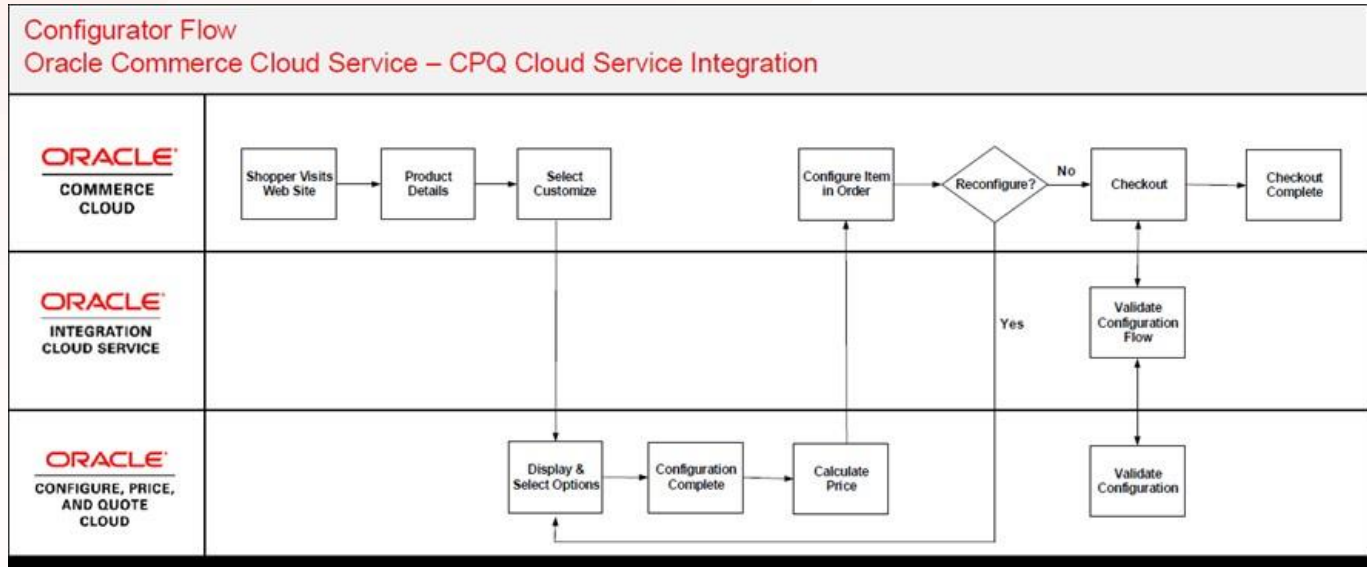 Configurator Flow
Oracle Commerce Cloud Service – CPQ Cloud Service Integration
ORACLE®
COMMERCE
CLOUD
Shopper Visits
Web Site
Product
Details
Select
Customize
Configure Item
in Order
Reconfigure?
No
Checkout
Checkout
Complete
ORACLE®
INTEGRATION
CLOUD SERVICE
Yes
Validate
Configuration
Flow
ORACLE®
CONFIGURE, PRICE,
AND QUOTE
CLOUD
Display &
Select Options
Configuration
Complete
Calculate
Price
Validate
Configuration